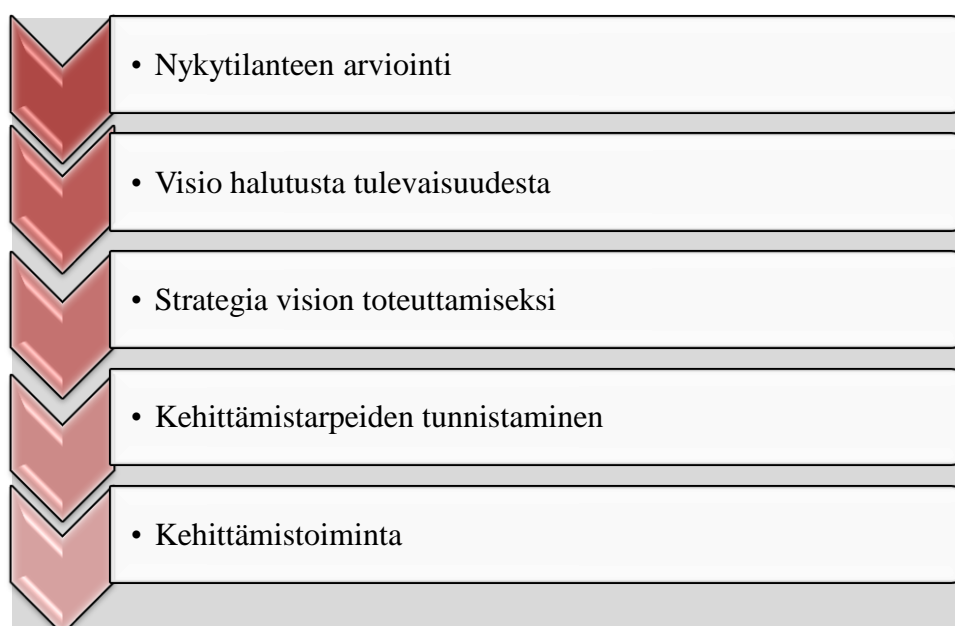 • Nykytilanteen arviointi
• Visio halutusta tulevaisuudesta
• Strategia vision toteuttamiseksi
• Kehittämistarpeiden tunnistaminen
• Kehittämistoiminta